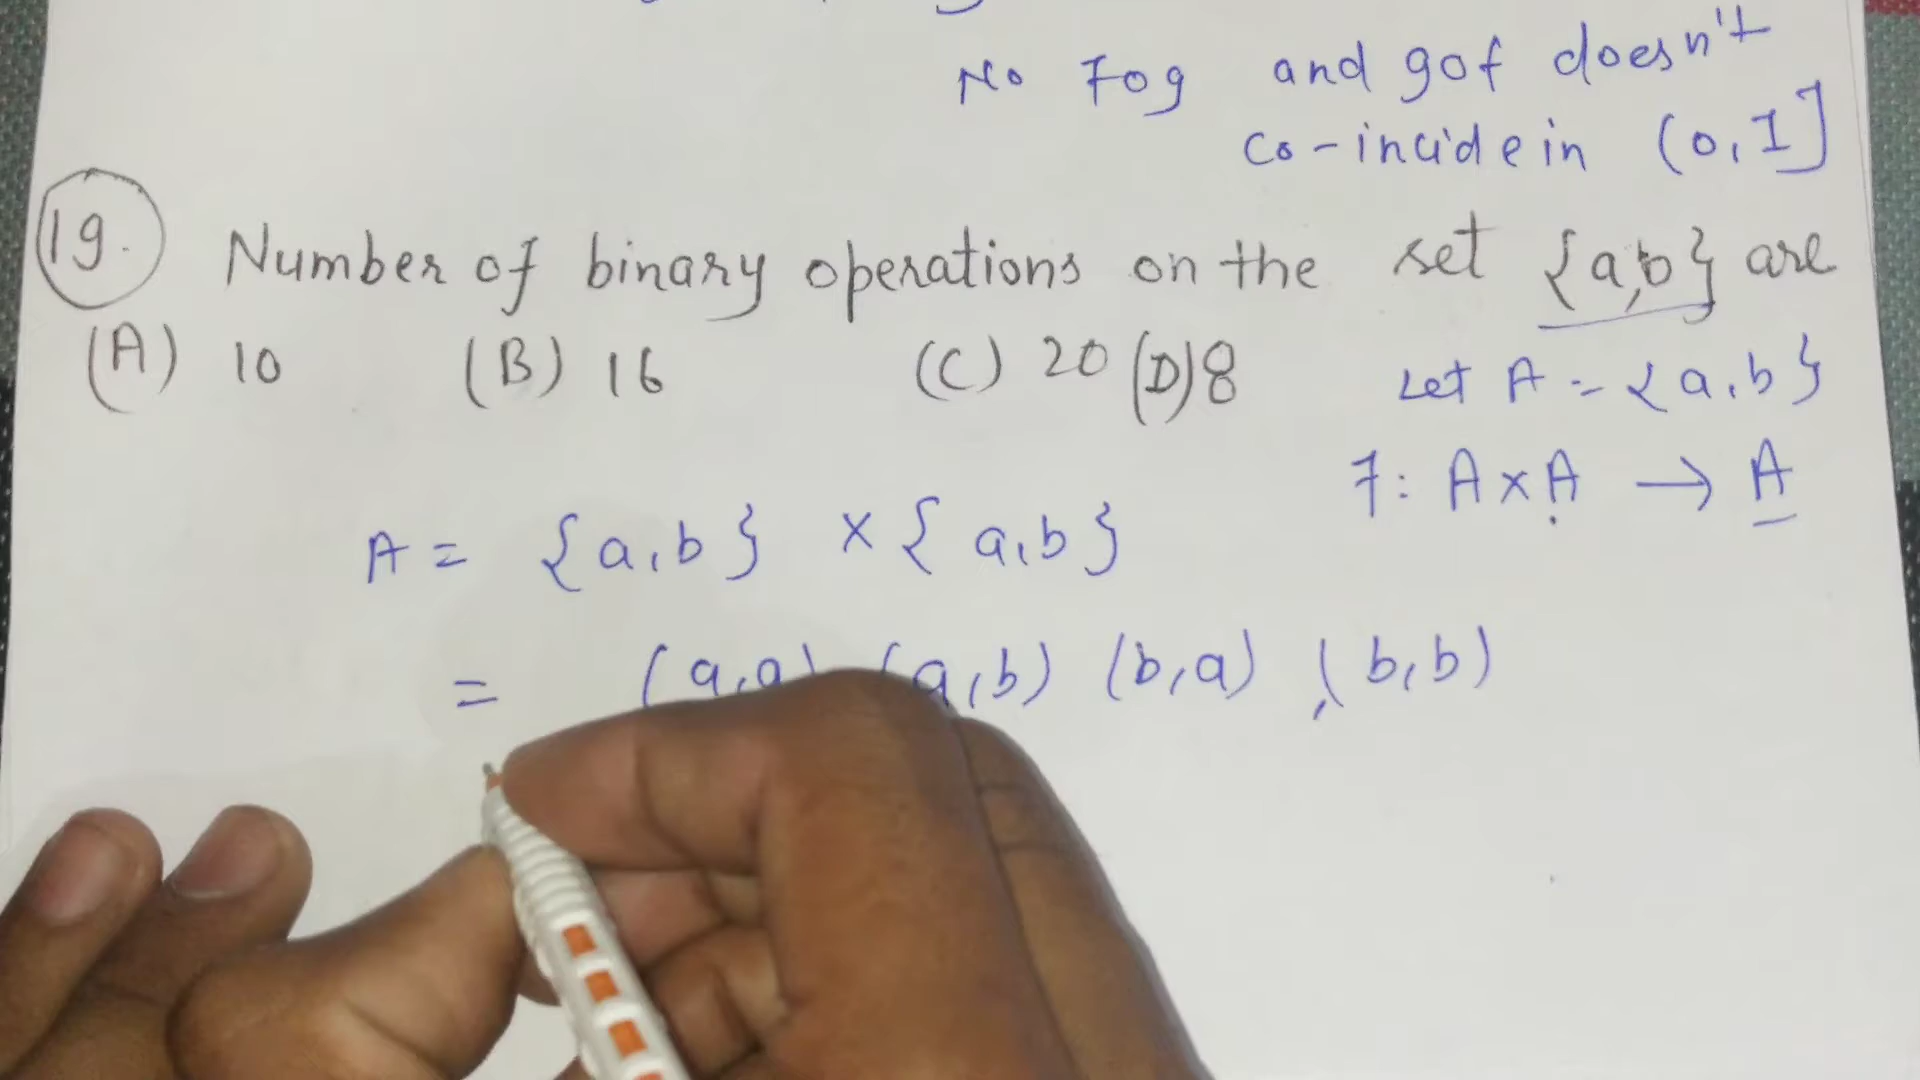 No fog and gof doesn't
co-incide in (0,1]
19. Number of binary operations on the set {a,b} are
(A) 10 (B) 16 (C) 20 (D) 8
Let A = {a,b}
f: A×A → A
A = {a,b} × {a,b}
= (a,a) (a,b) (b,a) , (b,b)